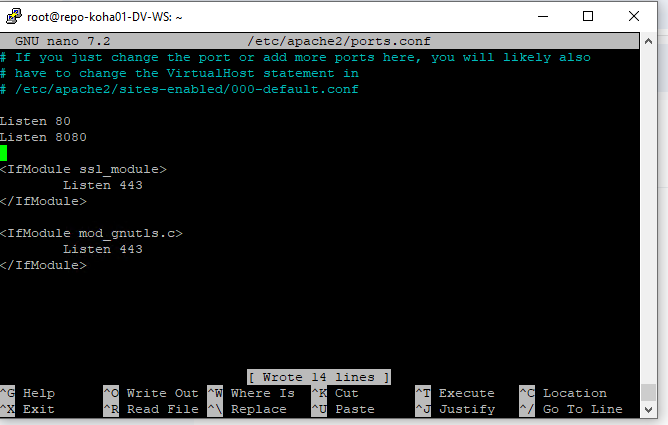 root@repo-koha01-DV-WS: ~
GNU nano 7.2 /etc/apache2/ports.conf
# If you just change the port or add more ports here, you will likely also
# have to change the VirtualHost statement in
# /etc/apache2/sites-enabled/000-default.conf
Listen 80
Listen 8080
<IfModule ssl_module>
Listen 443
</IfModule>
<IfModule mod_gnutls.c>
Listen 443
</IfModule>
[ Wrote 14 lines ]
^G Help ^O Write Out ^W Where Is ^K Cut ^T Execute ^C Location
^X Exit ^R Read File ^\ Replace ^U Paste ^J Justify ^/ Go To Line